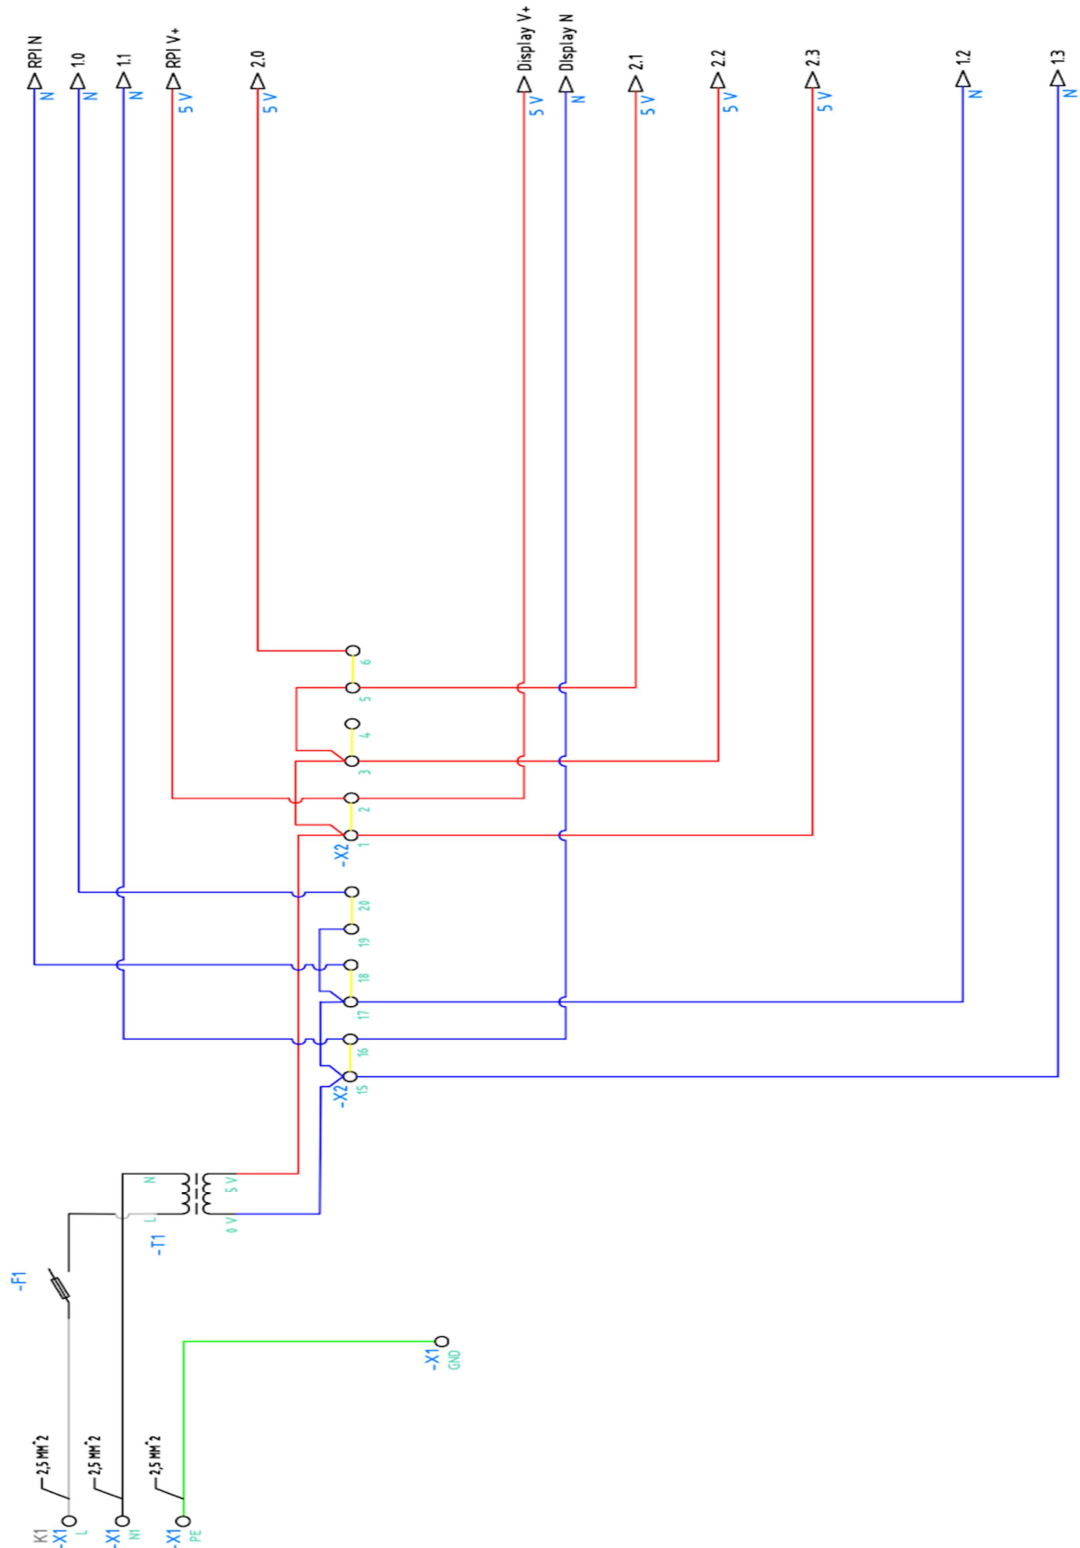 RPI N
N
1.0
N
1.1
N
RPI V+
5 V
2.0
5 V
Display V+
5 V
DIsplay N
N
2.1
5 V
2.2
5 V
2.3
5 V
1.2
N
1.3
N
6
5
4
3
2
1
-X2
20
19
18
17
16
15
-X2
N
L
5 V
0 V
-T1
-F1
-X1
GND
2,5 MM^2
2,5 MM^2
2,5 MM^2
K1
-X1
L
-X1
N1
-X1
PE